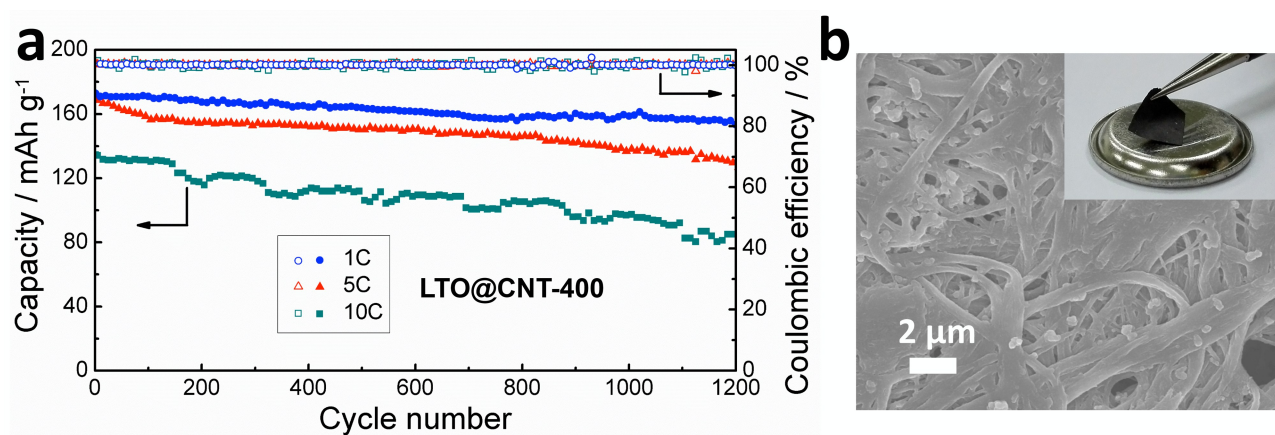 a
200
160
120
80
40
0
Capacity / mAh g⁻¹
0 200 400 600 800 1000 1200
Cycle number
100
80
60
40
20
0
Coulombic efficiency / %
1C
5C
10C
LTO@CNT-400
b
2 μm